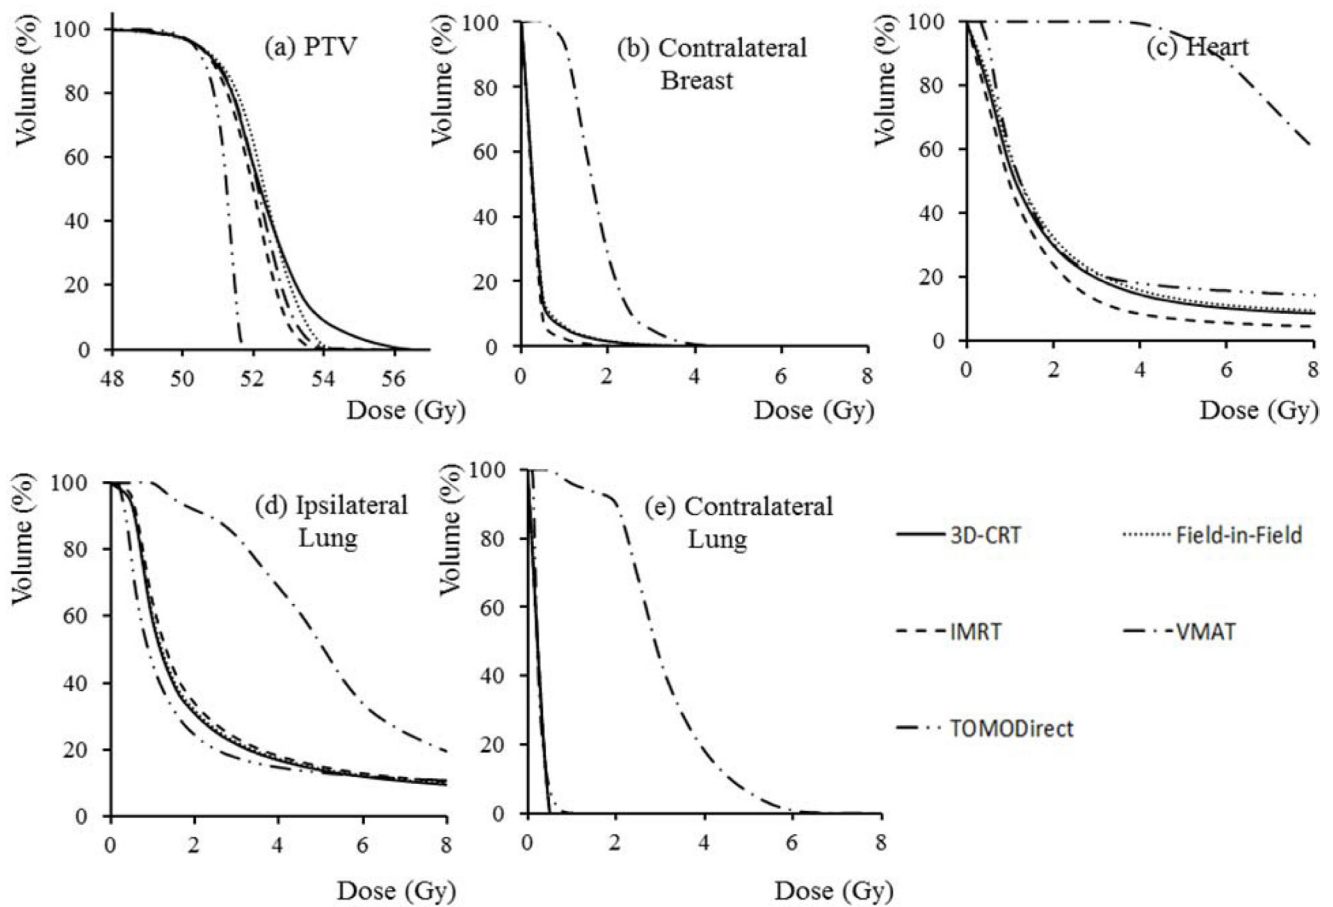 Volume (%)
100
80
60
40
20
0
48 50 52 54 56
Dose (Gy)
(a) PTV
Volume (%)
100
80
60
40
20
0
0 2 4 6 8
Dose (Gy)
(b) Contralateral
Breast
Volume (%)
100
80
60
40
20
0
0 2 4 6 8
Dose (Gy)
(c) Heart
Volume (%)
100
80
60
40
20
0
0 2 4 6 8
Dose (Gy)
(d) Ipsilateral
Lung
Volume (%)
100
80
60
40
20
0
0 2 4 6 8
Dose (Gy)
(e) Contralateral
Lung
3D-CRT Field-in-Field
IMRT VMAT
TOMODirect